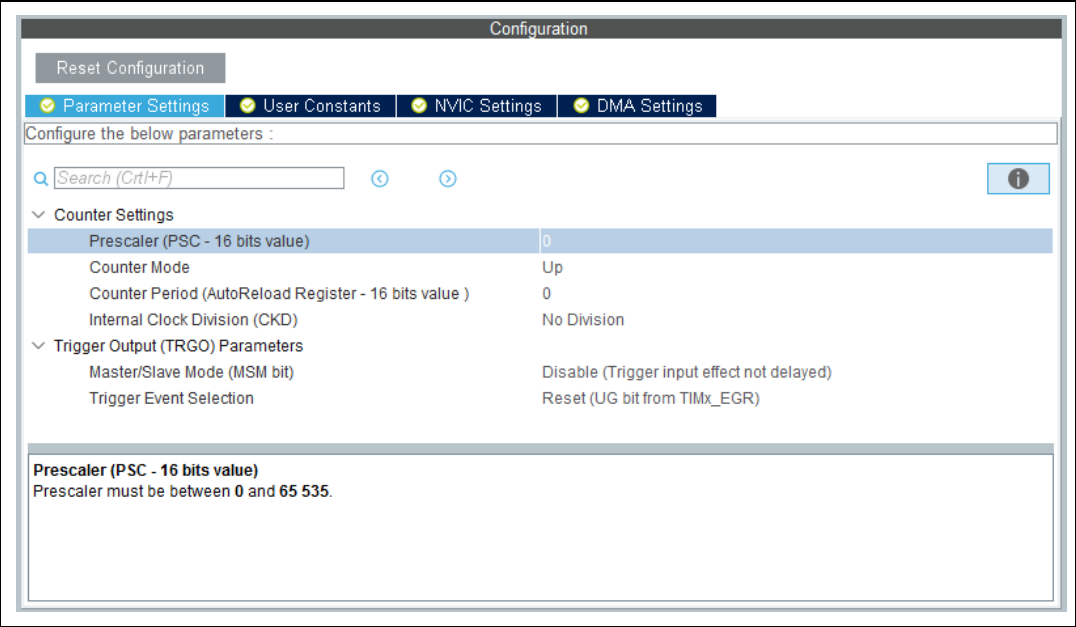 Configuration
Reset Configuration
Parameter Settings User Constants NVIC Settings DMA Settings
Configure the below parameters :
Search (Crtl+F)
Counter Settings
Prescaler (PSC - 16 bits value) 0
Counter Mode Up
Counter Period (AutoReload Register - 16 bits value ) 0
Internal Clock Division (CKD) No Division
Trigger Output (TRGO) Parameters
Master/Slave Mode (MSM bit) Disable (Trigger input effect not delayed)
Trigger Event Selection Reset (UG bit from TIMx_EGR)
Prescaler (PSC - 16 bits value)
Prescaler must be between 0 and 65 535.